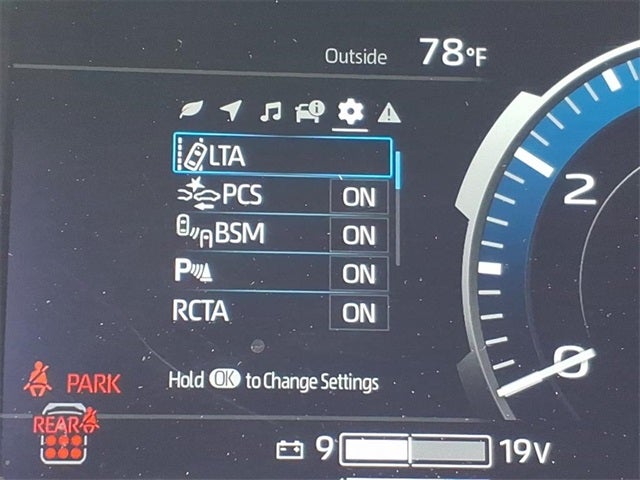 Outside 78°F
LTA
PCS ON
BSM ON
P ON
RCTA ON
Hold OK to Change Settings
PARK
REAR
9 19V
2
0